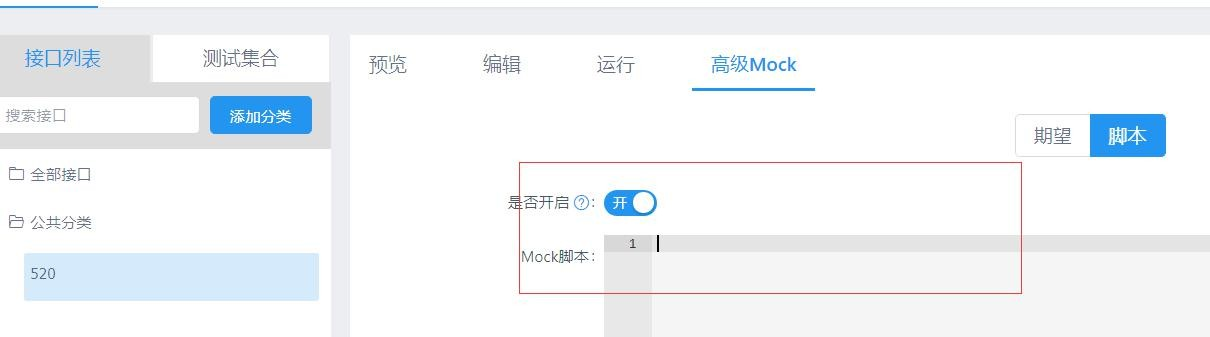 接口列表
测试集合
搜索接口
添加分类
全部接口
公共分类
520
预览
编辑
运行
高级Mock
期望
脚本
是否开启 ?:
开
Mock脚本:
1